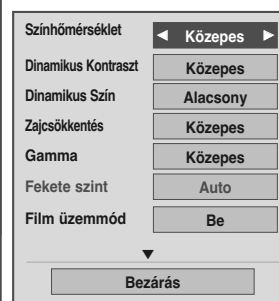 Színhőmérséklet ◄ Közepes ►
Dinamikus Kontraszt Közepes
Dinamikus Szín Alacsony
Zajcsökkentés Közepes
Gamma Közepes
Fekete szint Auto
Film üzemmód Be
▼
Bezárás